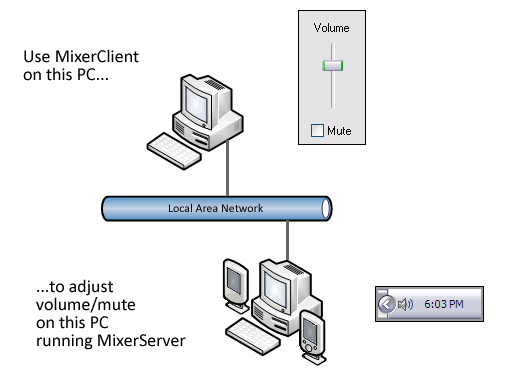 Use MixerClient
on this PC...
Volume
Mute
Local Area Network
...to adjust
volume/mute
on this PC
running MixerServer
6:03 PM